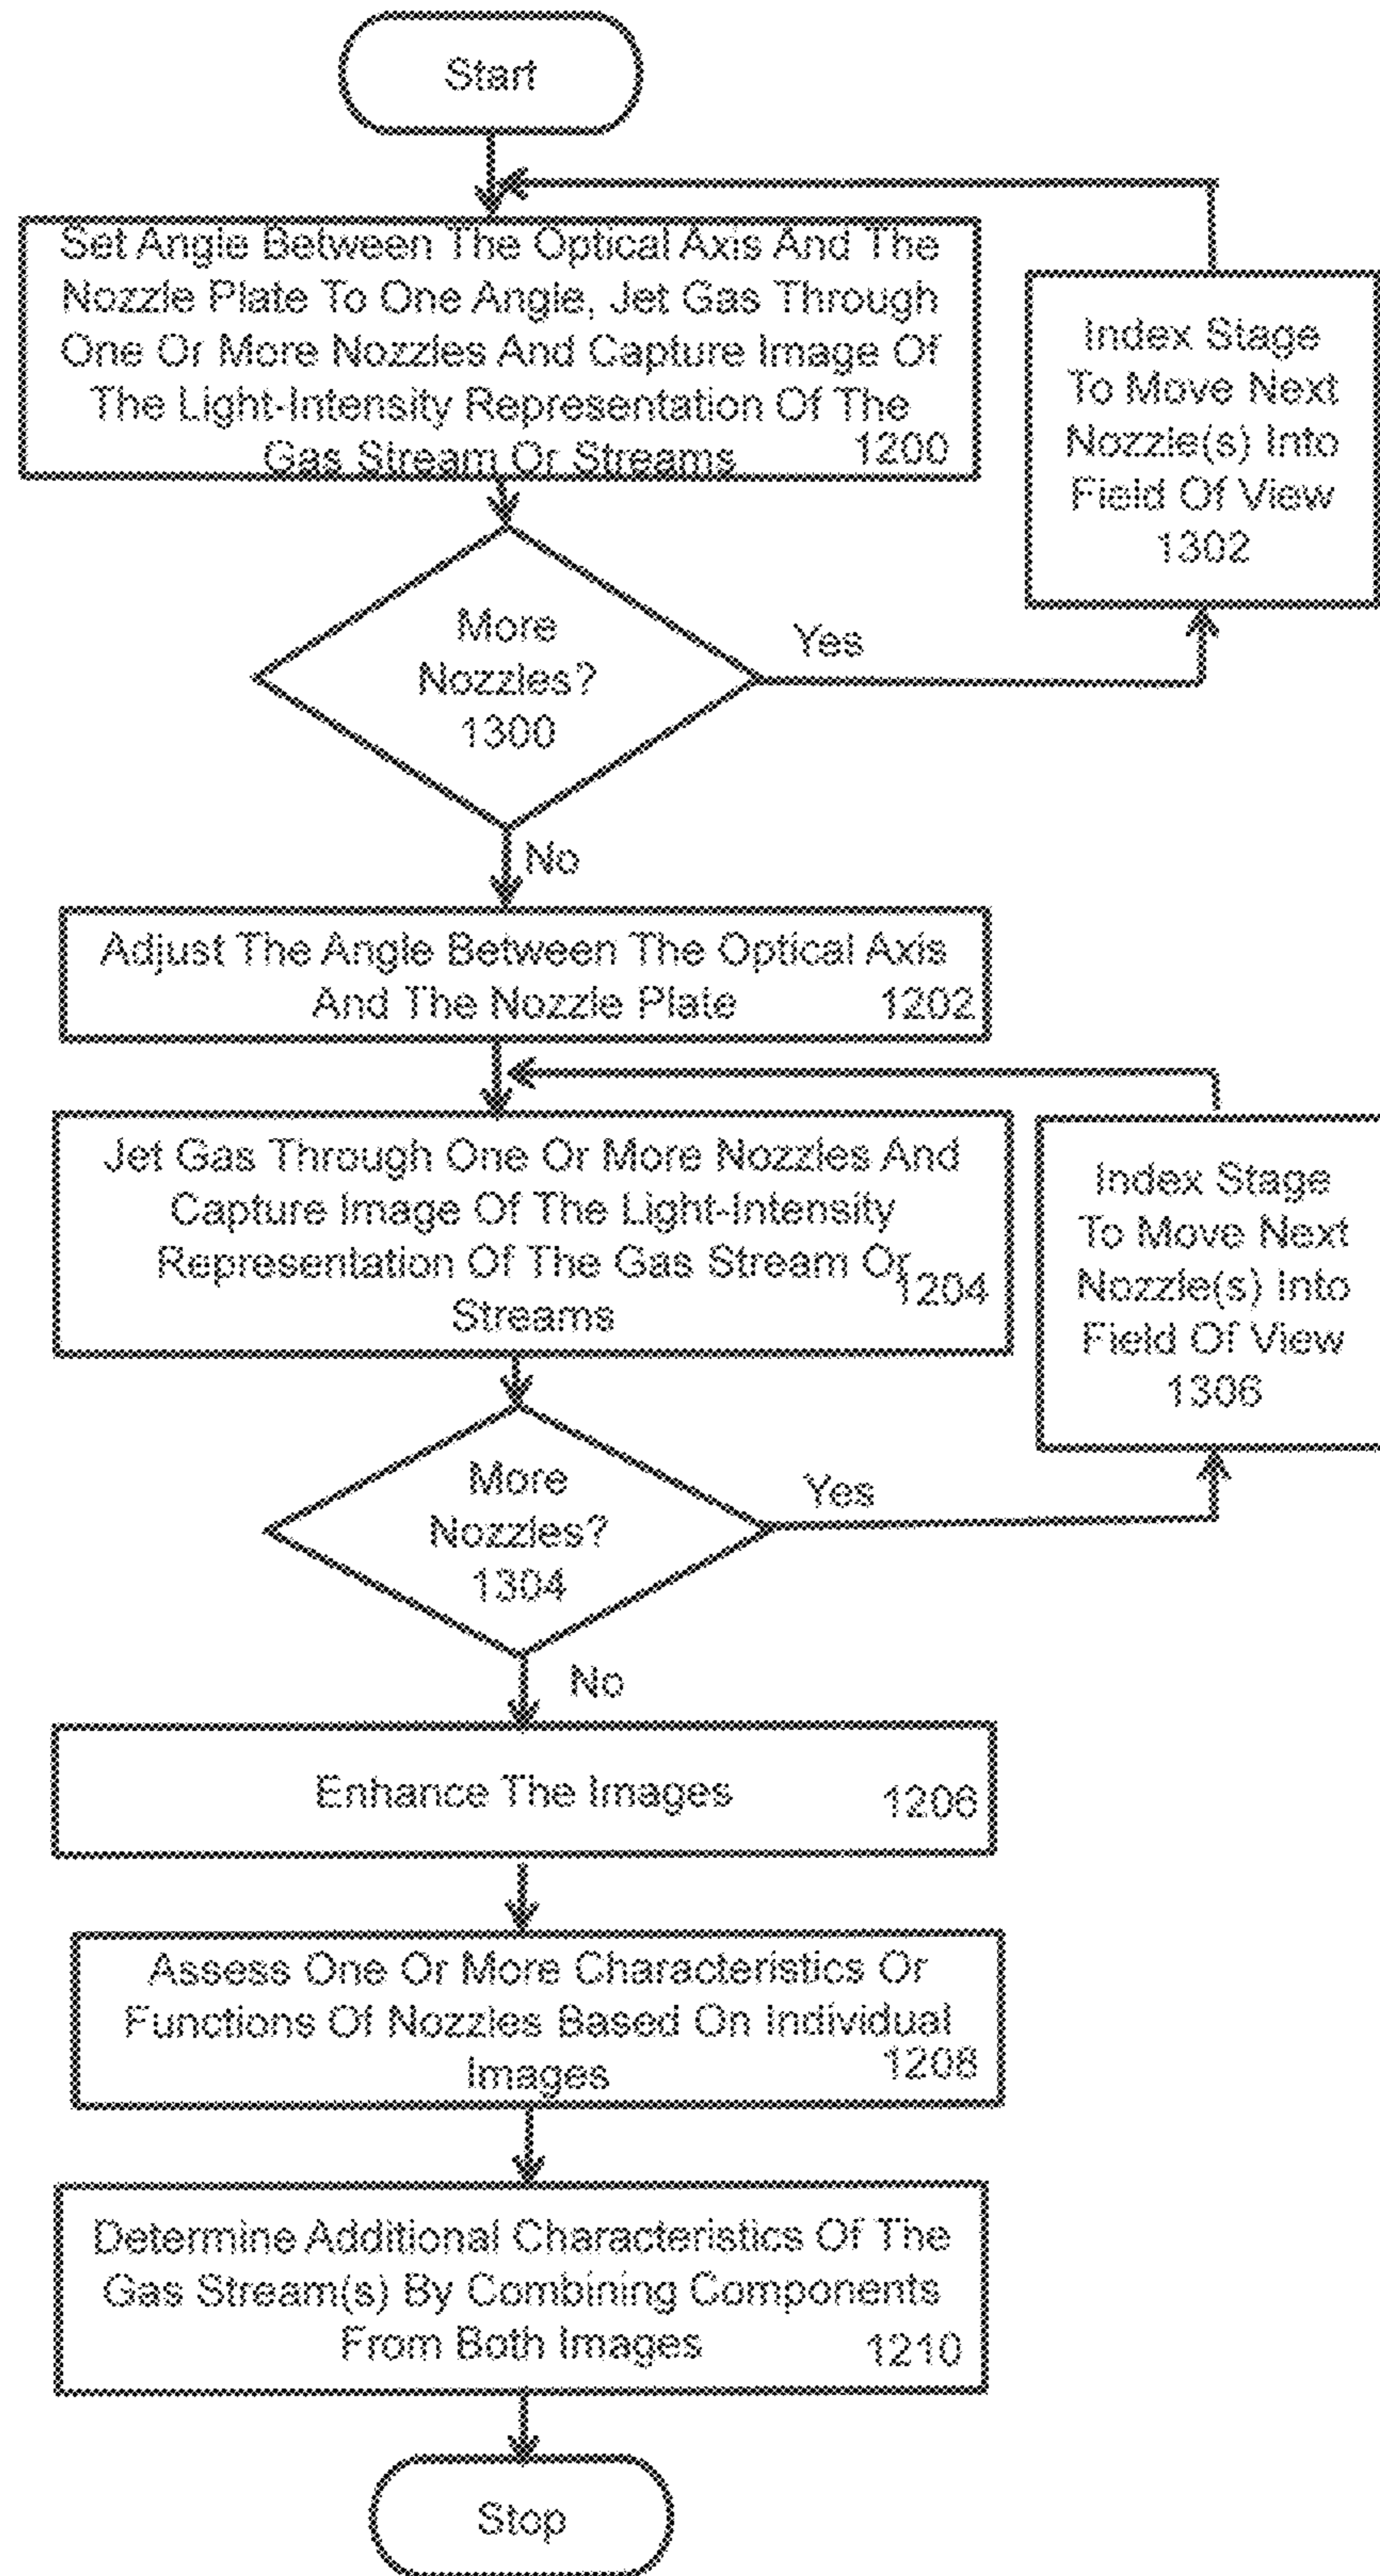 Start
Set Angle Between The Optical Axis And The
Nozzle Plate To One Angle, Jet Gas Through
One Or More Nozzles And Capture Image Of
The Light-Intensity Representation Of The
Gas Stream Or Streams
1200
Index Stage
To Move Next
Nozzle(s) Into
Field Of View
1302
More
Nozzles?
1300
Yes
No
Adjust The Angle Between The Optical Axis
And The Nozzle Plate
1202
Jet Gas Through One Or More Nozzles And
Capture Image Of The Light-Intensity
Representation Of The Gas Stream Or
Streams
1204
Index Stage
To Move Next
Nozzle(s) Into
Field Of View
1306
More
Nozzles?
1304
Yes
No
Enhance The Images
1206
Assess One Or More Characteristics Or
Functions Of Nozzles Based On Individual
Images
1208
Determine Additional Characteristics Of The
Gas Stream(s) By Combining Components
From Both Images
1210
Stop